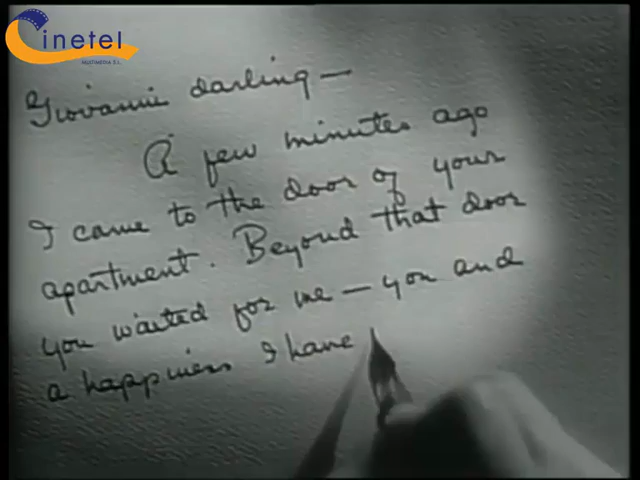 Cinetel
MULTIMEDIA S.L.
Giovanni darling —
A few minutes ago
I came to the door of your
apartment. Beyond that door
you waited for me — you and
a happiness I have